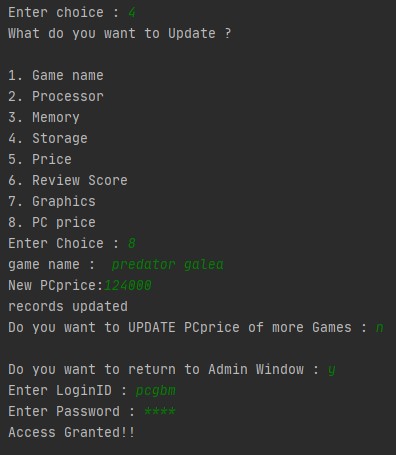 Enter choice : 4
What do you want to Update ?
1. Game name
2. Processor
3. Memory
4. Storage
5. Price
6. Review Score
7. Graphics
8. PC price
Enter Choice : 8
game name :  predator galea
New PCprice:124000
records updated
Do you want to UPDATE PCprice of more Games : n
Do you want to return to Admin Window : y
Enter LoginID : pcgbm
Enter Password : ****
Access Granted!!